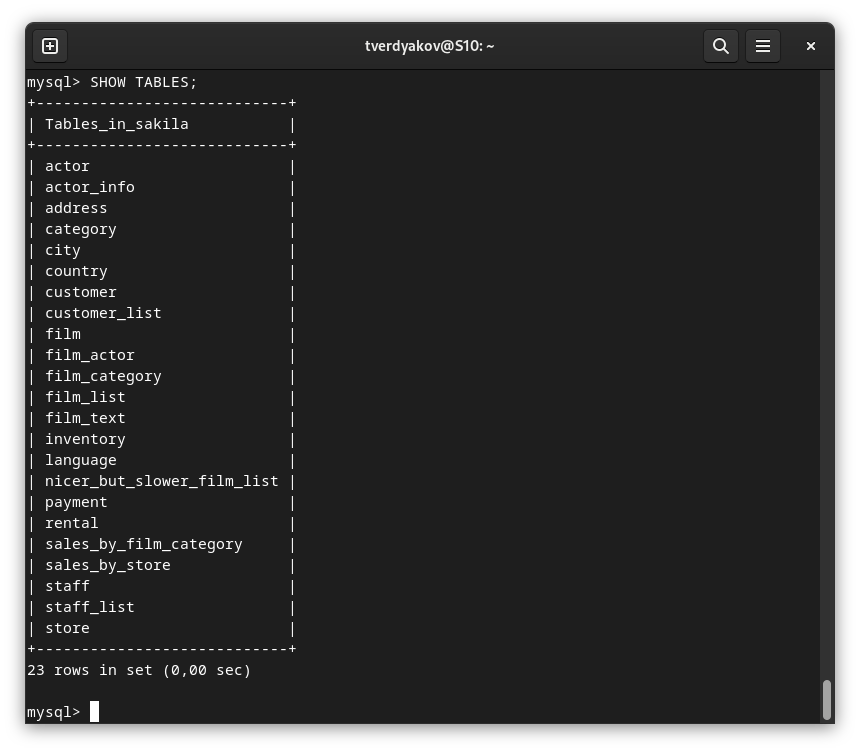 tverdyakov@S10: ~
mysql> SHOW TABLES;
+----------------------------+
| Tables_in_sakila           |
+----------------------------+
| actor                      |
| actor_info                 |
| address                    |
| category                   |
| city                       |
| country                    |
| customer                   |
| customer_list              |
| film                       |
| film_actor                 |
| film_category              |
| film_list                  |
| film_text                  |
| inventory                  |
| language                   |
| nicer_but_slower_film_list |
| payment                    |
| rental                     |
| sales_by_film_category     |
| sales_by_store             |
| staff                      |
| staff_list                 |
| store                      |
+----------------------------+
23 rows in set (0,00 sec)
mysql>